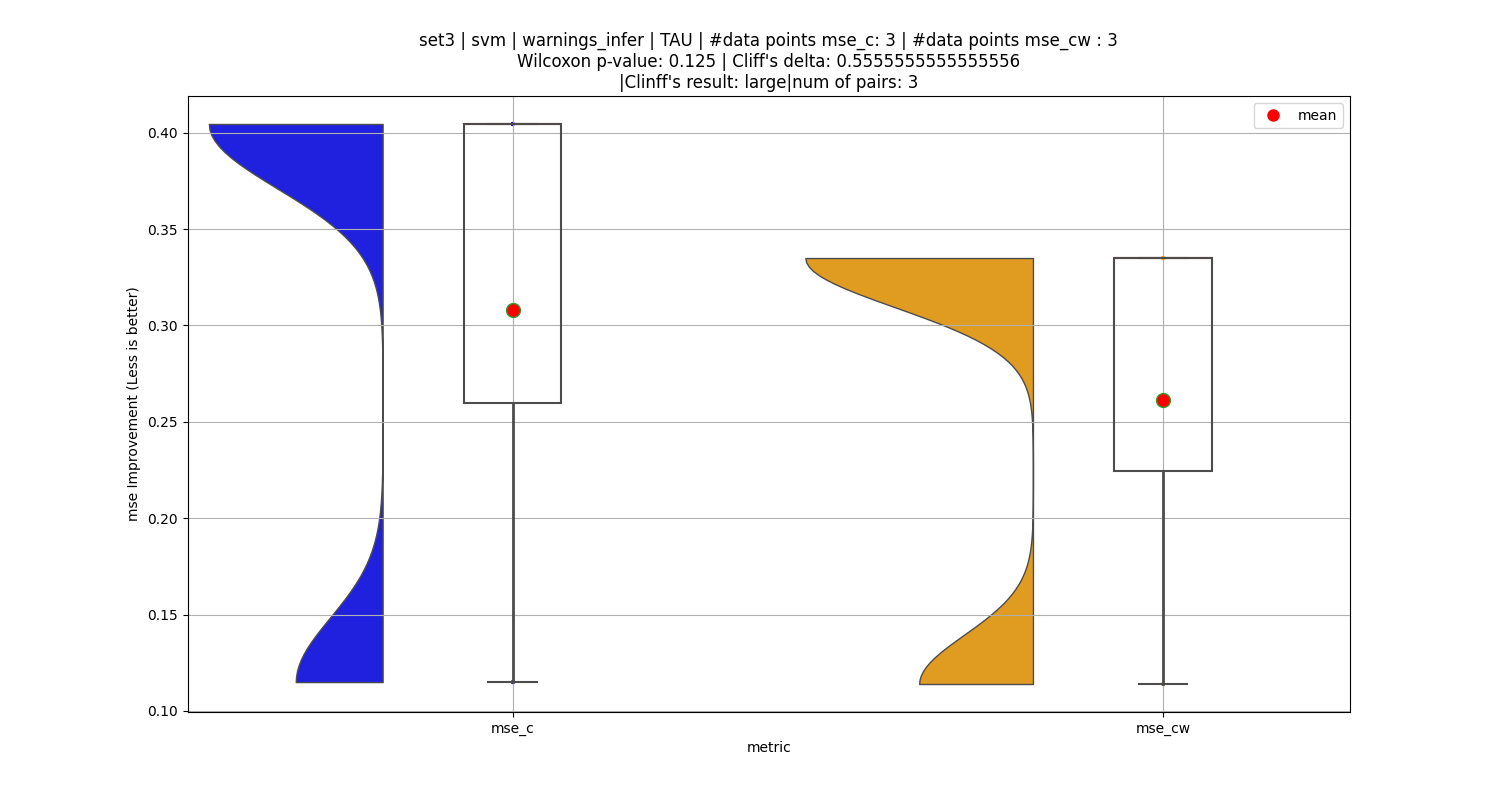 set3 | svm | warnings_infer | TAU | #data points mse_c: 3 | #data points mse_cw : 3
Wilcoxon p-value: 0.125 | Cliff's delta: 0.5555555555555556
|Clinff's result: large|num of pairs: 3
mean
mse Improvement (Less is better)
0.40
0.35
0.30
0.25
0.20
0.15
0.10
mse_c
mse_cw
metric